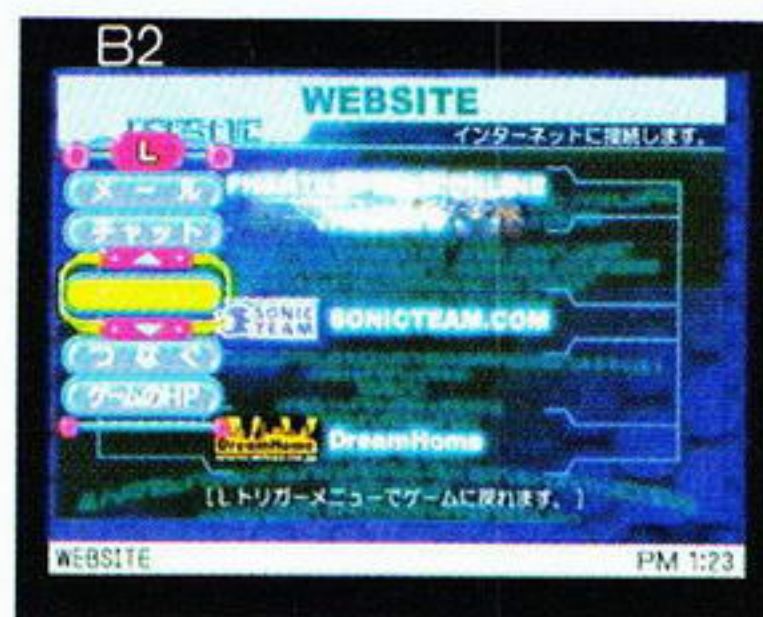 B2
WEBSITE
WEBSITE
インターネットに接続します。
L
メール
チャット
つなぐ
ゲームのHP
ONLINE
SONIC
TEAM
SONICTEAM.COM
DreamHome
DreamHome
[Lトリガーメニューでゲームに戻れます。]
WEBSITE
PM 1:23